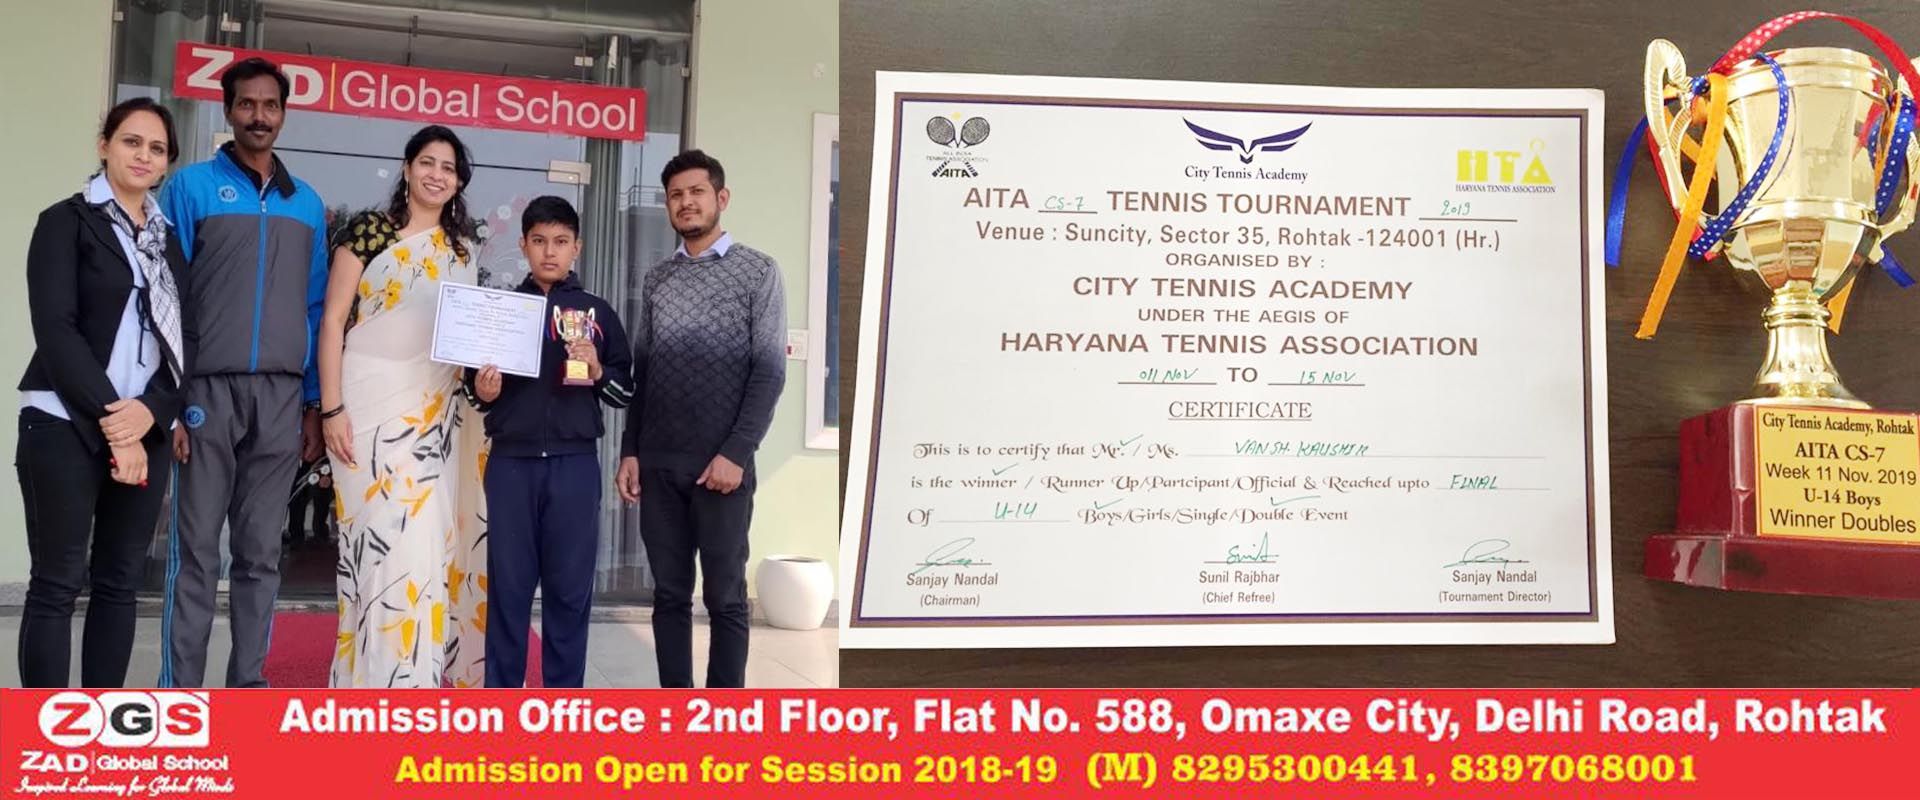 ZAD Global School
ALL INDIA
TENNIS ASSOCIATION
AITA
City Tennis Academy
HTA
HARYANA TENNIS ASSOCIATION
AITA CS-7 TENNIS TOURNAMENT 2019
Venue : Suncity, Sector 35, Rohtak -124001 (Hr.)
ORGANISED BY :
CITY TENNIS ACADEMY
UNDER THE AEGIS OF
HARYANA TENNIS ASSOCIATION
011 NOV TO 15 NOV
CERTIFICATE
This is to certify that Mr. / Ms. VANSH KAUSHIK
is the winner / Runner Up/Partcipant/Official & Reached upto FINAL
Of U-14 Boys/Girls/Single/Double Event
Sanjay Nandal
(Chairman)
Sunil Rajbhar
(Chief Refree)
Sanjay Nandal
(Tournament Director)
City Tennis Academy, Rohtak
AITA CS-7
Week 11 Nov. 2019
U-14 Boys
Winner Doubles
ZGS
ZAD Global School
Inspired Learning for Global Minds
Admission Office : 2nd Floor, Flat No. 588, Omaxe City, Delhi Road, Rohtak
Admission Open for Session 2018-19 (M) 8295300441, 8397068001